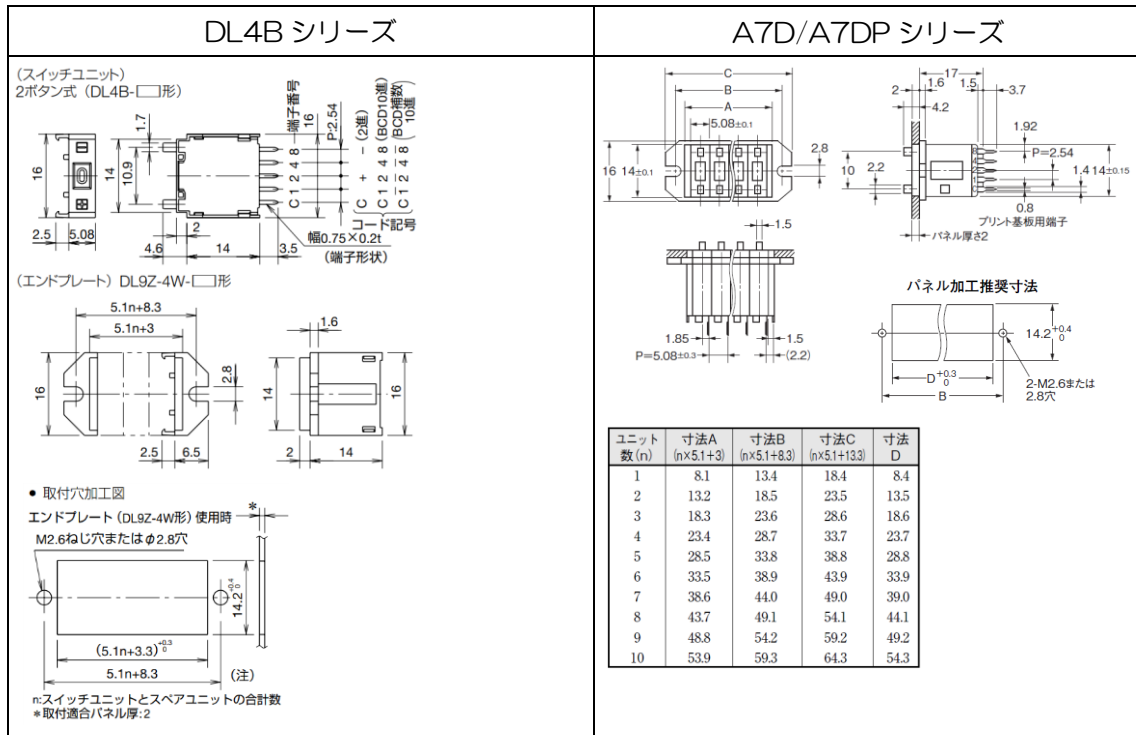 DL4B シリーズ
A7D/A7DP シリーズ
(スイッチユニット)
2ボタン式 (DL4B-□形)
1.7
16
14
10.9
2.5
5.08
2
4.6
14
3.5
C 1 2 4 8 ー端子番号
16
P:2.54
C + - (2進)
C 1 2 4 8 (BCD10進)
C 1̅ 2̅ 4̅ 8̅ (BCD補数10進)
コード記号
幅0.75×0.2t
(端子形状)
(エンドプレート) DL9Z-4W-□形
5.1n+8.3
5.1n+3
16
2.8
2.5
6.5
1.6
14
16
2
14
• 取付穴加工図
エンドプレート (DL9Z-4W形) 使用時
*
M2.6ねじ穴またはφ2.8穴
14.2 +0.4 0
(5.1n+3.3) +0.3 0
5.1n+8.3
(注)
n:スイッチユニットとスペアユニットの合計数
*取付適合パネル厚:2
C
B
A
5.08±0.1
16
14±0.1
2.8
17
2
1.6
1.5
3.7
4.2
1.92
10
2.2
8
4
2
1
C
P=2.54
1.4
14±0.15
0.8
プリント基板用端子
パネル厚さ2
1.5
1.85
1.5
P=5.08±0.3
(2.2)
パネル加工推奨寸法
14.2 +0.4 0
D +0.3 0
B
2-M2.6または
2.8穴
ユニット数(n) 寸法A (n×5.1+3) 寸法B (n×5.1+8.3) 寸法C (n×5.1+13.3) 寸法D
1 8.1 13.4 18.4 8.4
2 13.2 18.5 23.5 13.5
3 18.3 23.6 28.6 18.6
4 23.4 28.7 33.7 23.7
5 28.5 33.8 38.8 28.8
6 33.5 38.9 43.9 33.9
7 38.6 44.0 49.0 39.0
8 43.7 49.1 54.1 44.1
9 48.8 54.2 59.2 49.2
10 53.9 59.3 64.3 54.3